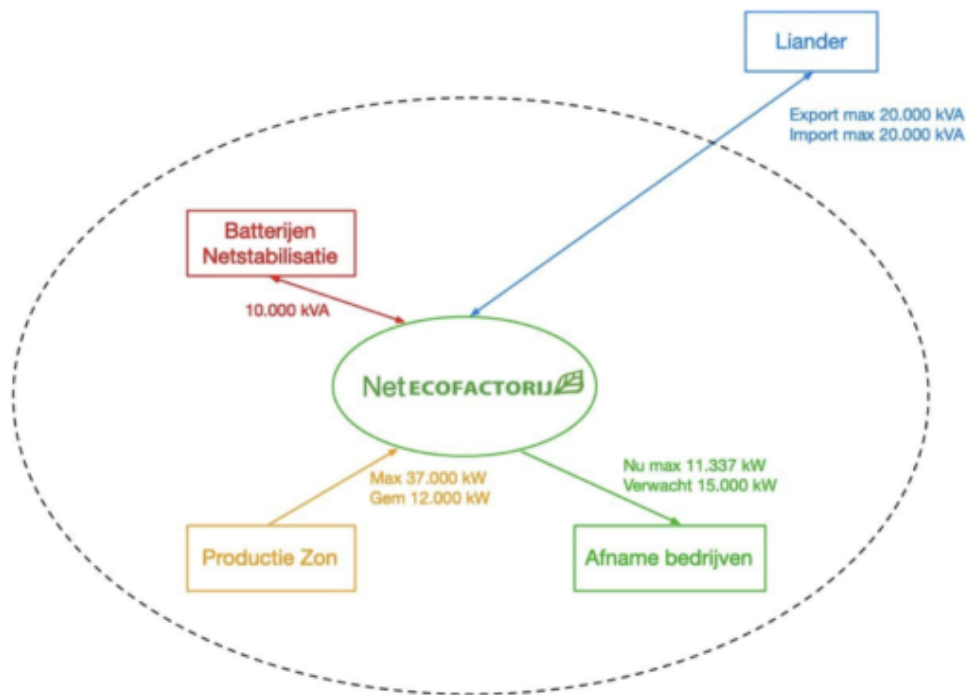 Liander
Export max 20.000 kVA
Import max 20.000 kVA
Batterijen
Netstabilisatie
10.000 kVA
Net ECOFACTORIJ
Max 37.000 kW
Gem 12.000 kW
Nu max 11.337 kW
Verwacht 15.000 kW
Productie Zon
Afname bedrijven